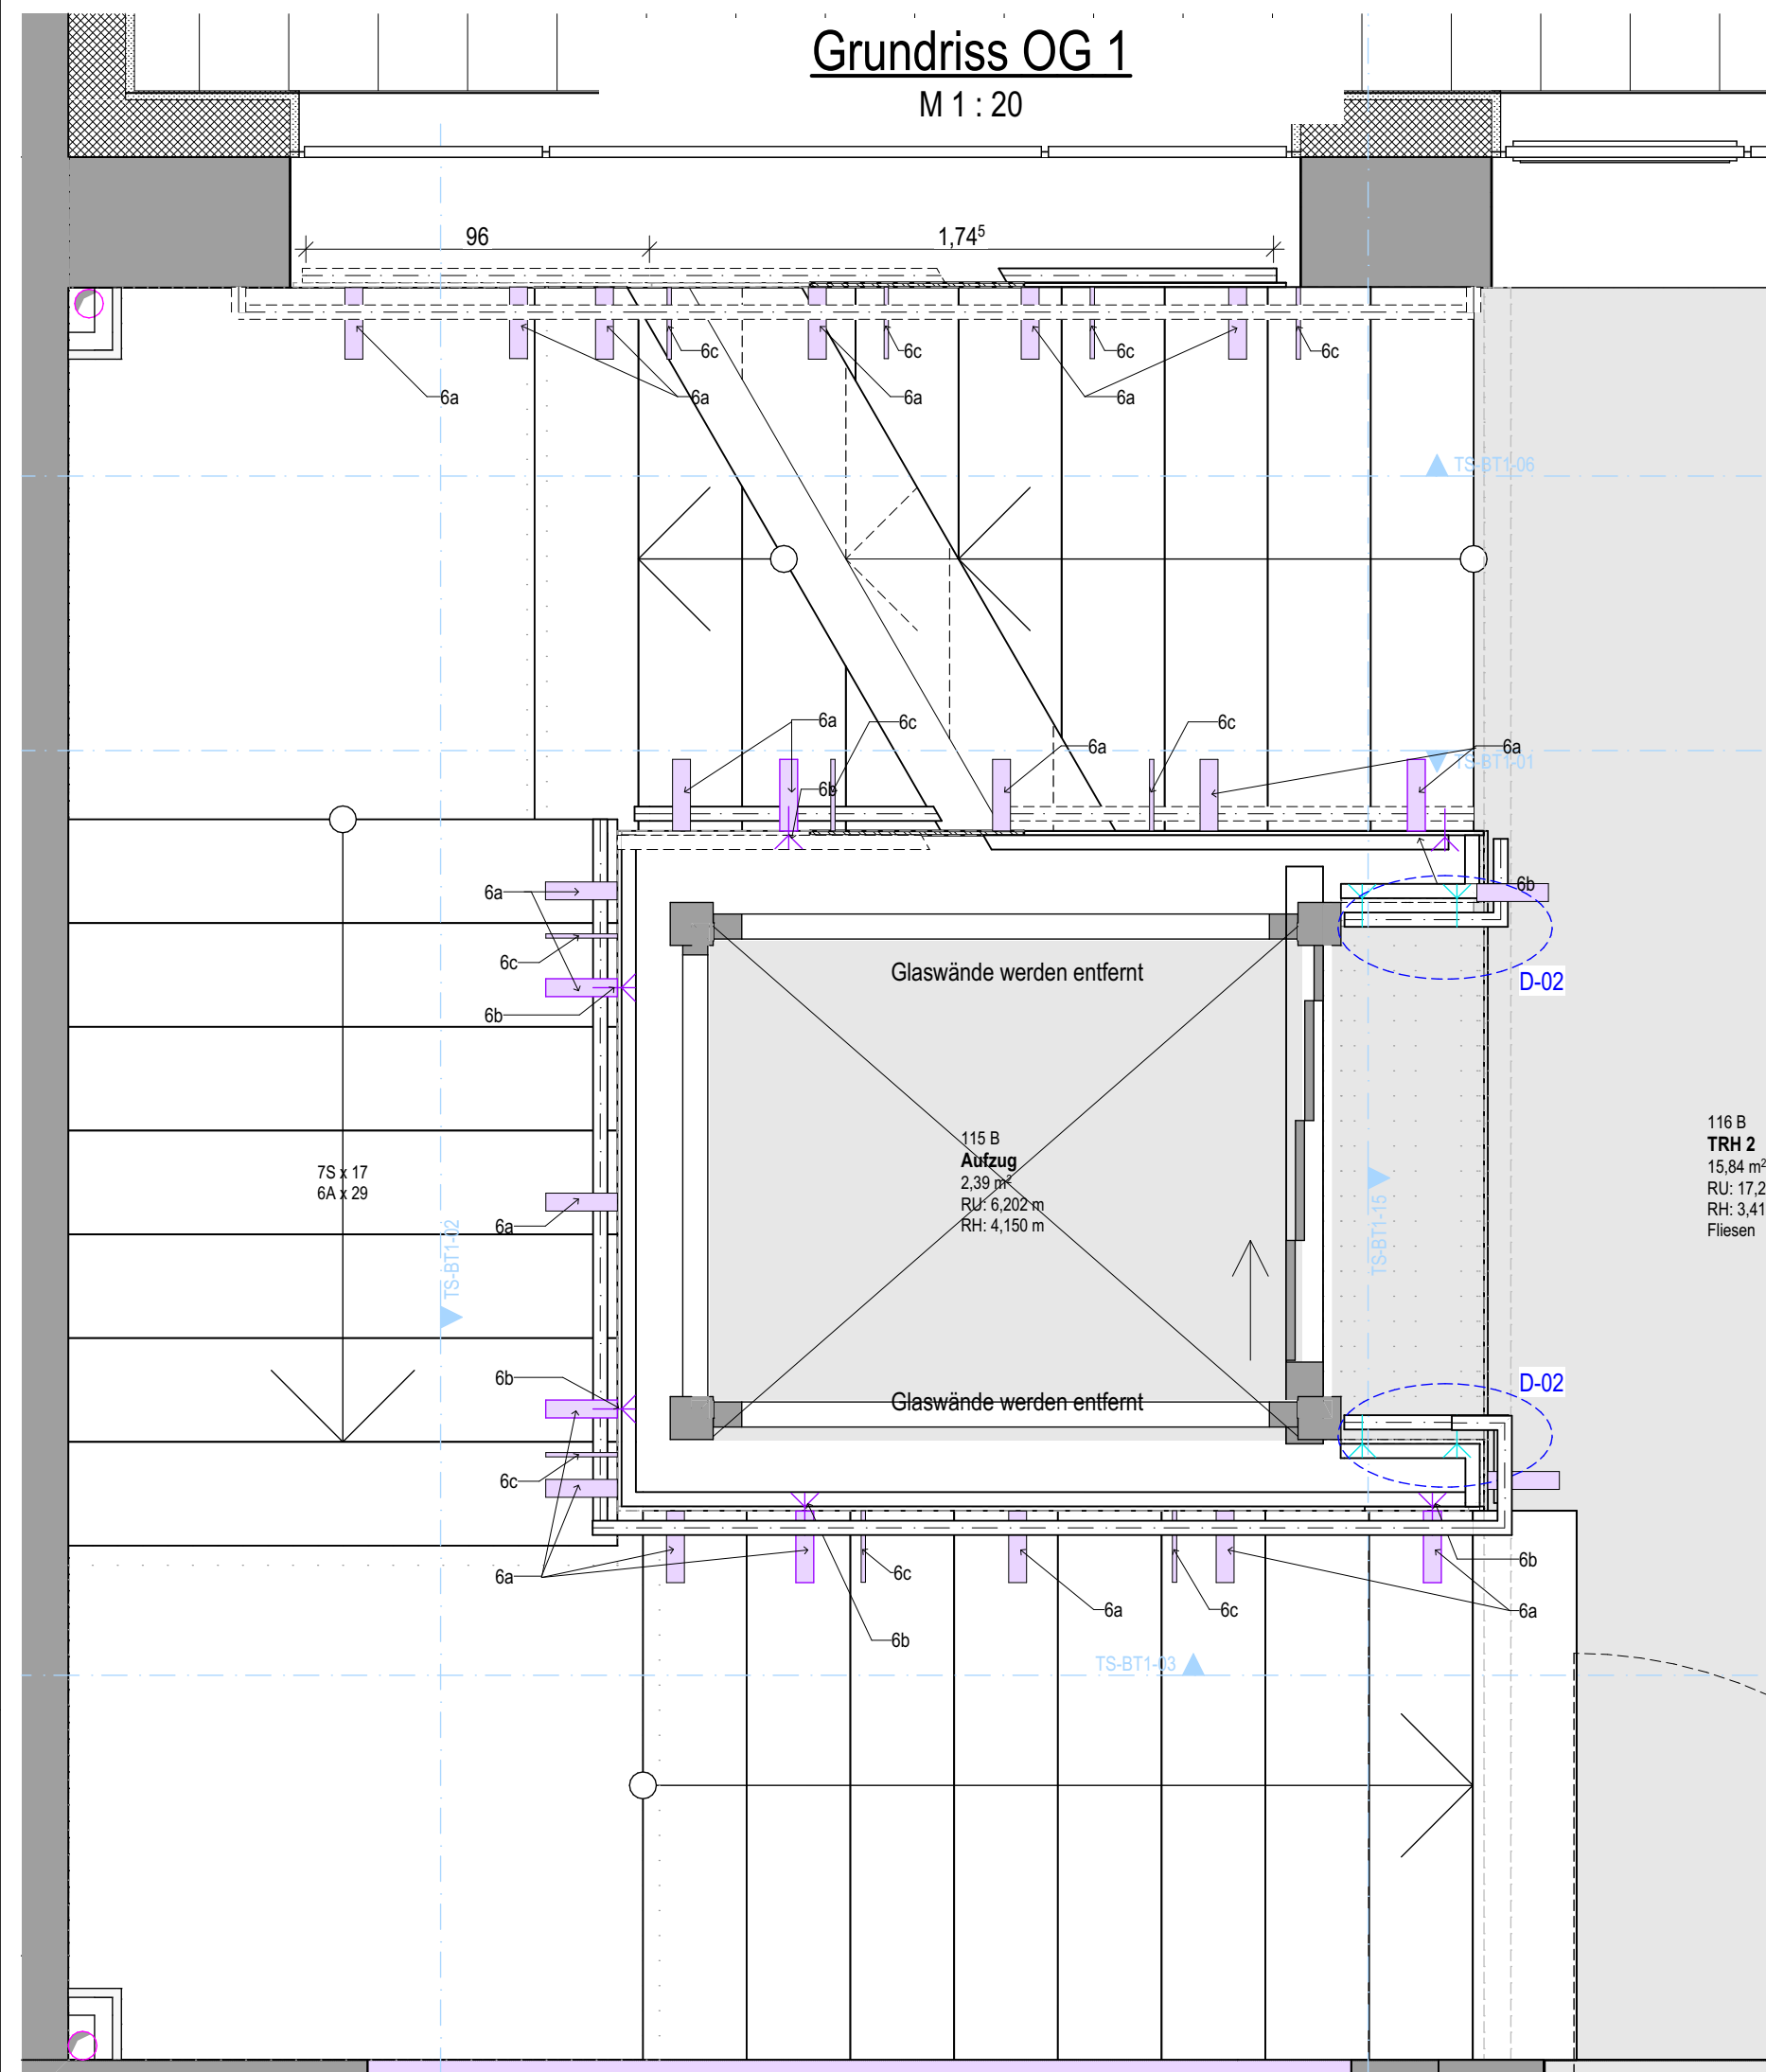 Grundriss OG 1
M 1 : 20
96
1,74⁵
6c
6c
6c
6c
6a
6a
6a
6a
TS-BT1-06
6a
6c
6c
6a
6a
TS-BT1-01
6b
6a
6b
6c
6b
Glaswände werden entfernt
D-02
115 B
Aufzug
2,39 m²
RU: 6,202 m
RH: 4,150 m
116 B
TRH 2
15,84 m²
RU: 17,2
RH: 3,41
Fliesen
7S x 17
6A x 29
6a
TS-BT1-02
TS-BT1-15
6b
D-02
Glaswände werden entfernt
6c
6a
6c
6b
6a
6c
6a
6b
TS-BT1-03